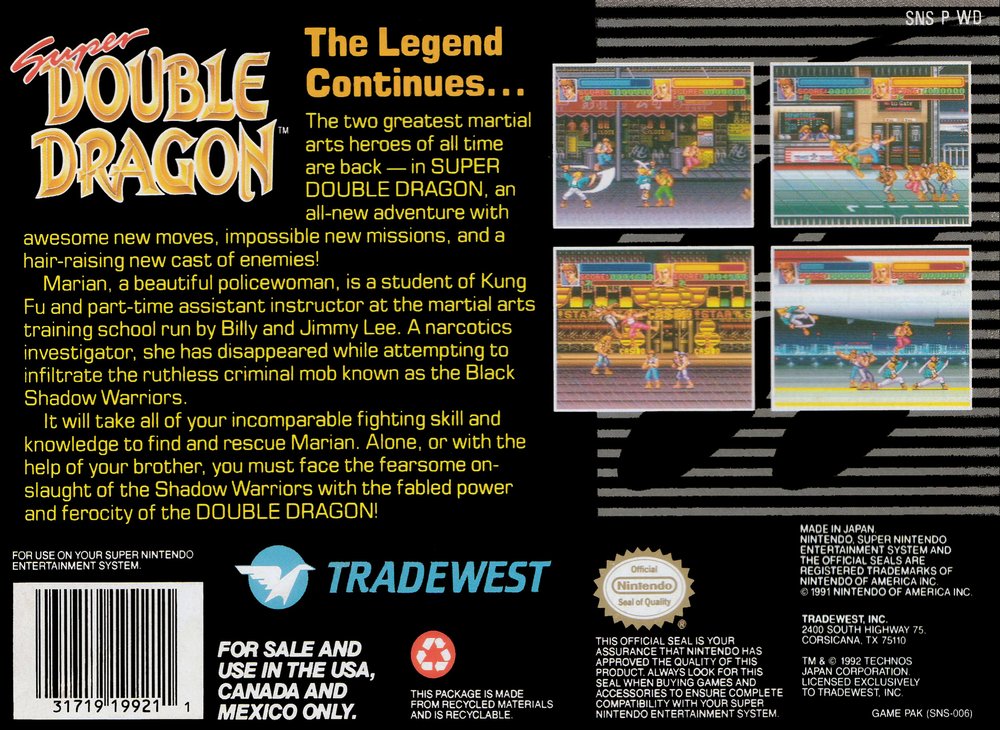 SNS P WD
Super
DOUBLE
DRAGON™
The Legend
Continues...
The two greatest martial
arts heroes of all time
are back — in SUPER
DOUBLE DRAGON, an
all-new adventure with
awesome new moves, impossible new missions, and a
hair-raising new cast of enemies!
Marian, a beautiful policewoman, is a student of Kung
Fu and part-time assistant instructor at the martial arts
training school run by Billy and Jimmy Lee. A narcotics
investigator, she has disappeared while attempting to
infiltrate the ruthless criminal mob known as the Black
Shadow Warriors.
It will take all of your incomparable fighting skill and
knowledge to find and rescue Marian. Alone, or with the
help of your brother, you must face the fearsome on-
slaught of the Shadow Warriors with the fabled power
and ferocity of the DOUBLE DRAGON!
FOR USE ON YOUR SUPER NINTENDO
ENTERTAINMENT SYSTEM.
31719 19921 1
TRADEWEST
FOR SALE AND
USE IN THE USA,
CANADA AND
MEXICO ONLY.
THIS PACKAGE IS MADE
FROM RECYCLED MATERIALS
AND IS RECYCLABLE.
Official
Nintendo
Seal of Quality
®
THIS OFFICIAL SEAL IS YOUR
ASSURANCE THAT NINTENDO HAS
APPROVED THE QUALITY OF THIS
PRODUCT. ALWAYS LOOK FOR THIS
SEAL WHEN BUYING GAMES AND
ACCESSORIES TO ENSURE COMPLETE
COMPATIBILITY WITH YOUR SUPER
NINTENDO ENTERTAINMENT SYSTEM.
MADE IN JAPAN.
NINTENDO, SUPER NINTENDO
ENTERTAINMENT SYSTEM AND
THE OFFICIAL SEALS ARE
REGISTERED TRADEMARKS OF
NINTENDO OF AMERICA INC.
© 1991 NINTENDO OF AMERICA INC.
TRADEWEST, INC.
2400 SOUTH HIGHWAY 75,
CORSICANA, TX 75110
TM & © 1992 TECHNOS
JAPAN CORPORATION.
LICENSED EXCLUSIVELY
TO TRADEWEST, INC.
GAME PAK (SNS-006)